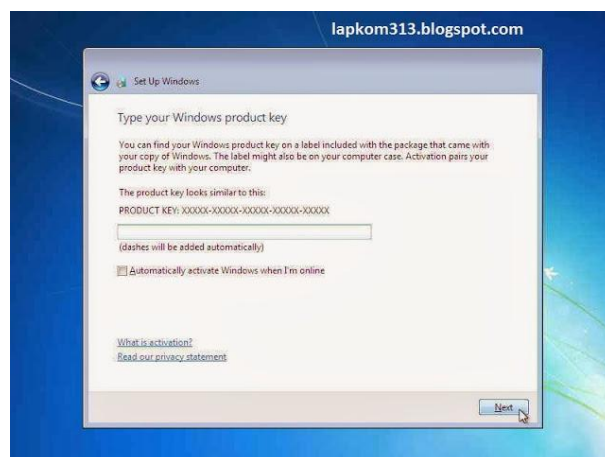 lapkom313.blogspot.com
Set Up Windows
Type your Windows product key
You can find your Windows product key on a label included with the package that came with
your copy of Windows. The label might also be on your computer case. Activation pairs your
product key with your computer.
The product key looks similar to this:
PRODUCT KEY: XXXXX-XXXXX-XXXXX-XXXXX-XXXXX
(dashes will be added automatically)
Automatically activate Windows when I'm online
What is activation?
Read our privacy statement
Next